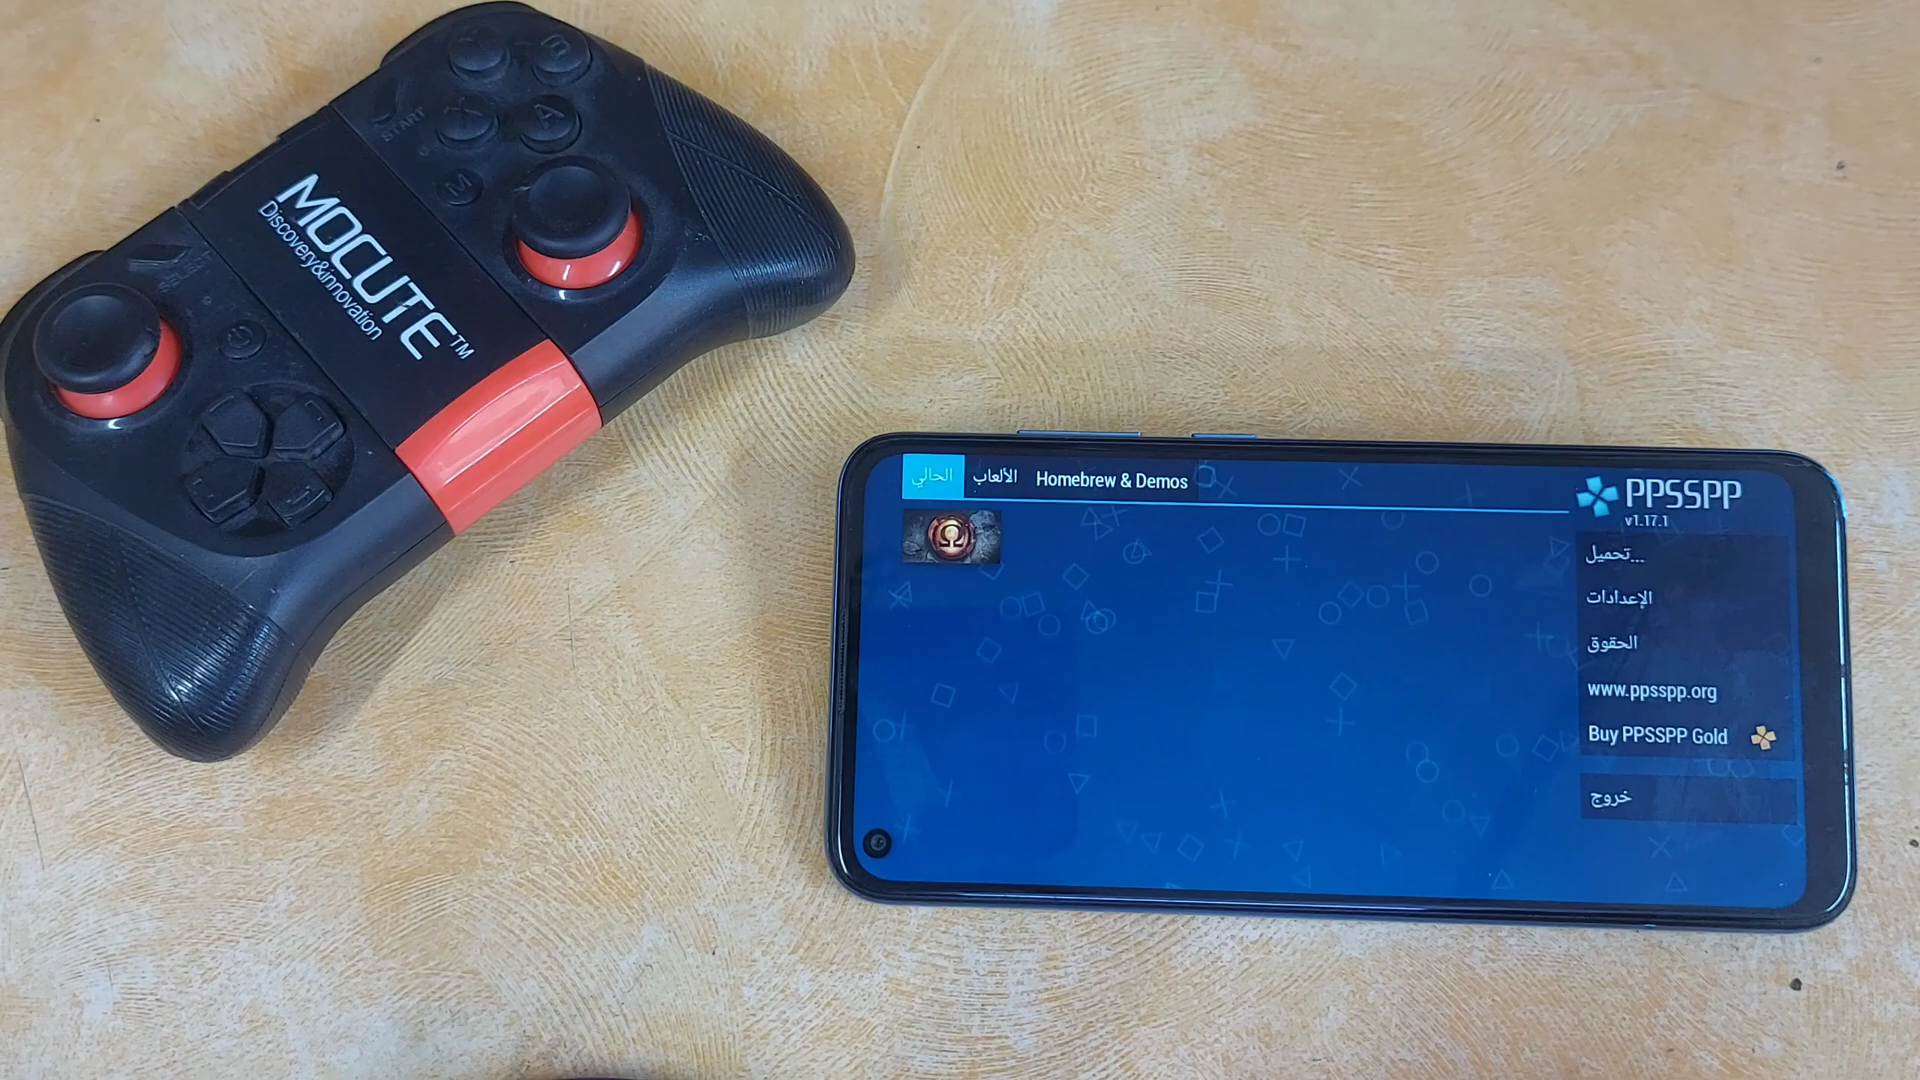 START
Y
B
X
A
M
MOCUTE™
Discovery&innovation
SELECT
الحالي
الألعاب
Homebrew & Demos
PPSSPP
v1.17.1
تحميل...
الإعدادات
الحقوق
www.ppsspp.org
Buy PPSSPP Gold
خروج